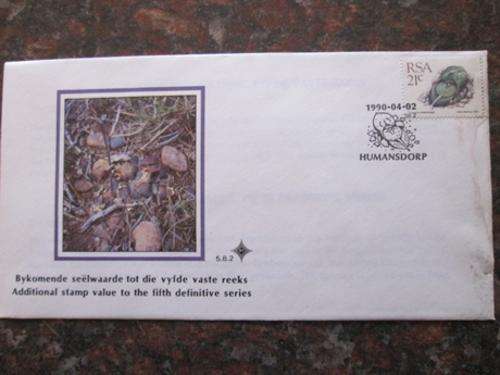 RSA
21c
1990-04-02
HUMANSDORP
5.8.2
Bykomende seëlwaarde tot die vyfde vaste reeks
Additional stamp value to the fifth definitive series